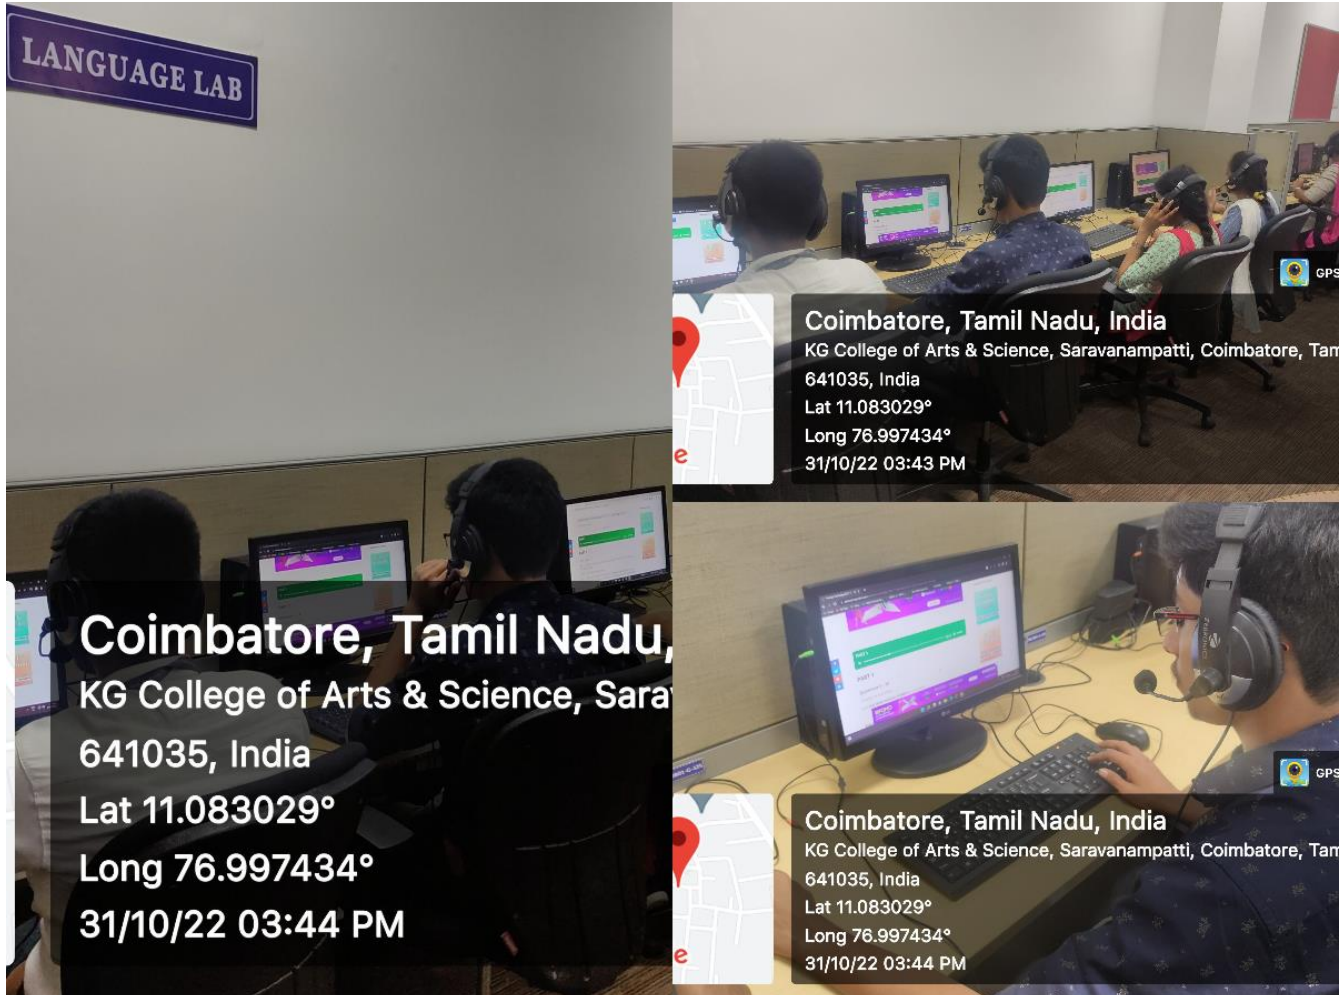 LANGUAGE LAB
Coimbatore, Tamil Nadu,
KG College of Arts & Science, Sara
641035, India
Lat 11.083029°
Long 76.997434°
31/10/22 03:44 PM
GPS
Coimbatore, Tamil Nadu, India
KG College of Arts & Science, Saravanampatti, Coimbatore, Tam
641035, India
Lat 11.083029°
Long 76.997434°
31/10/22 03:43 PM
e
PART 1
PART 1
GPS
Coimbatore, Tamil Nadu, India
KG College of Arts & Science, Saravanampatti, Coimbatore, Tam
641035, India
Lat 11.083029°
Long 76.997434°
31/10/22 03:44 PM
e